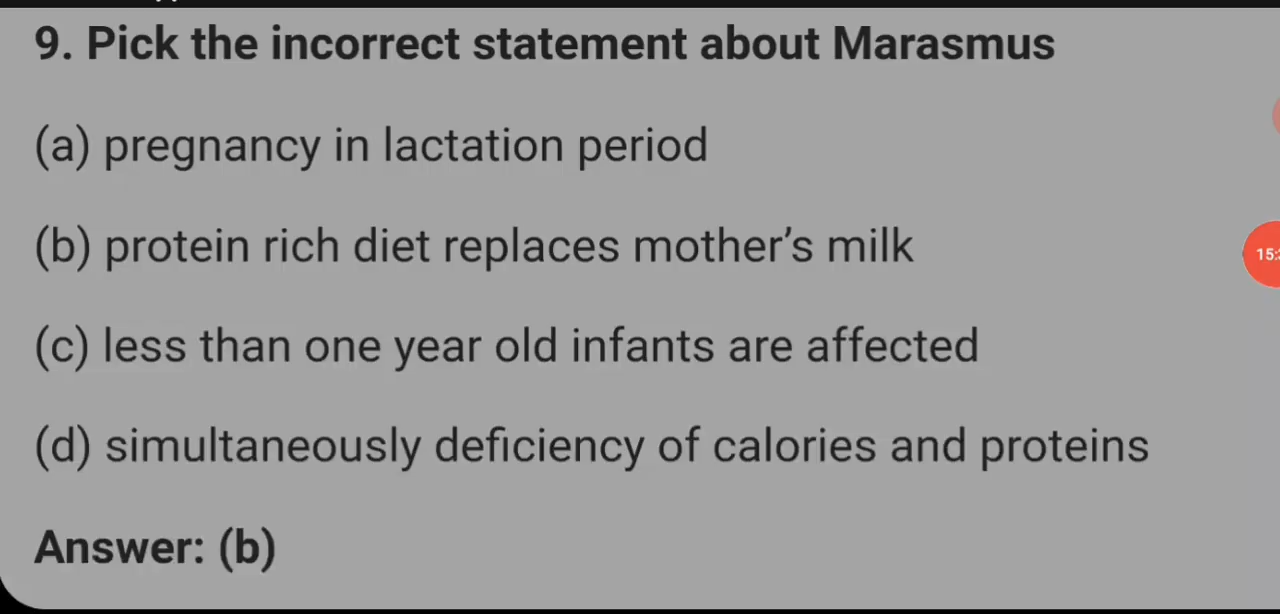 9. Pick the incorrect statement about Marasmus
(a) pregnancy in lactation period
(b) protein rich diet replaces mother’s milk
(c) less than one year old infants are affected
(d) simultaneously deficiency of calories and proteins
Answer: (b)